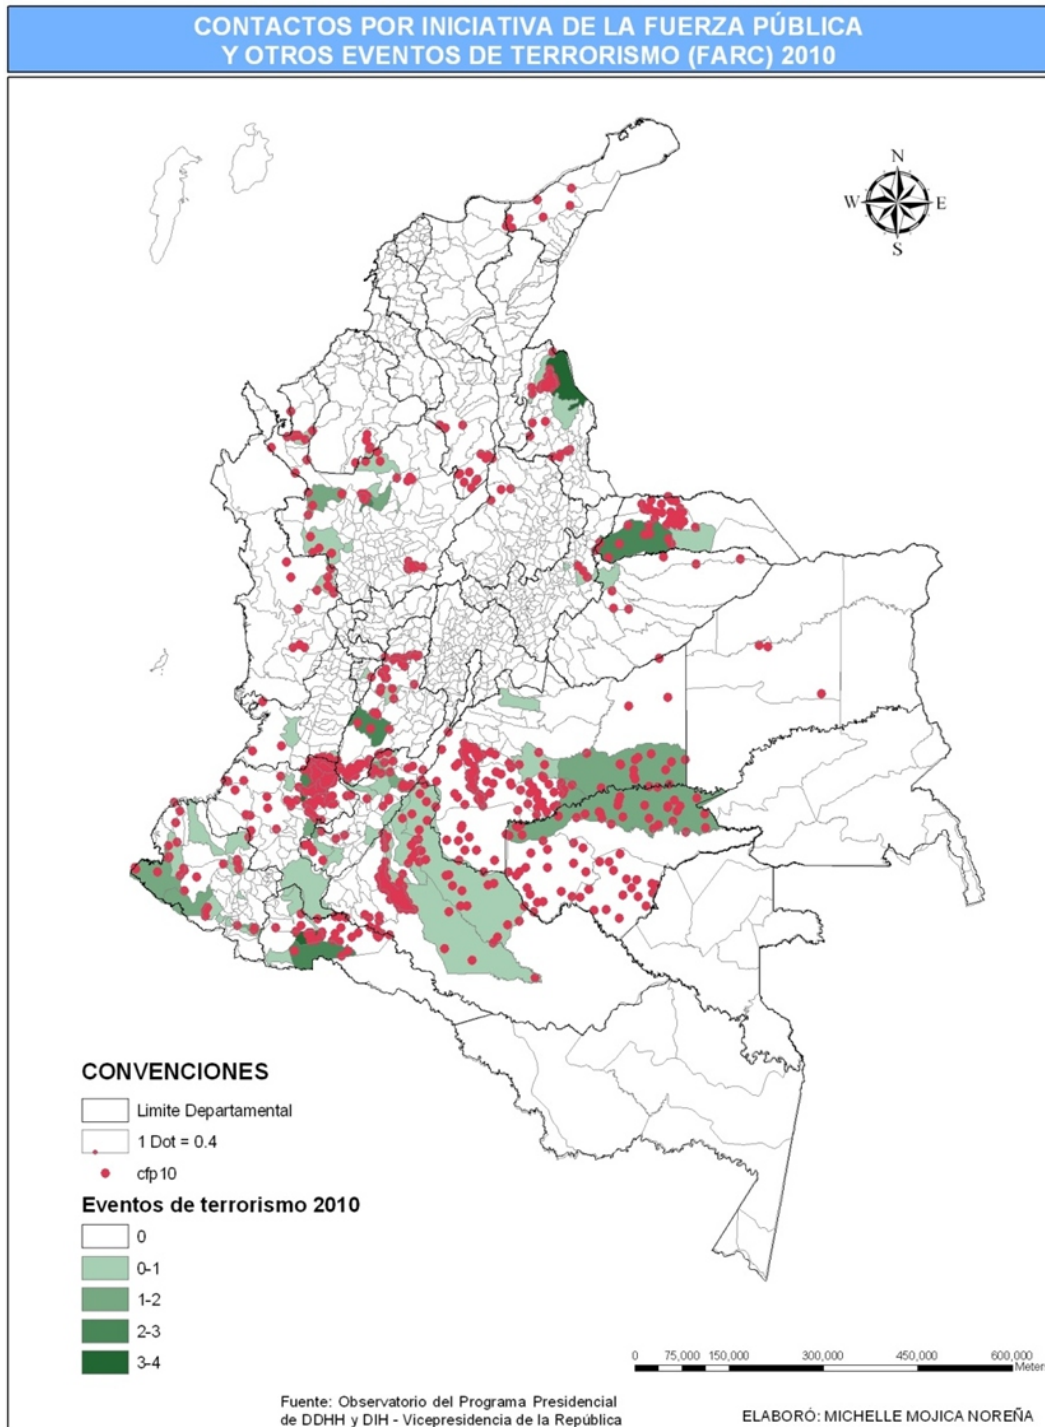 CONTACTOS POR INICIATIVA DE LA FUERZA PÚBLICA
Y OTROS EVENTOS DE TERRORISMO (FARC) 2010
N
W E
S
CONVENCIONES
Limite Departamental
1 Dot = 0.4
cfp10
Eventos de terrorismo 2010
0
0-1
1-2
2-3
3-4
0 75,000 150,000 300,000 450,000 600,000
Meters
Fuente: Observatorio del Programa Presidencial
de DDHH y DIH - Vicepresidencia de la República
ELABORÓ: MICHELLE MOJICA NOREÑA